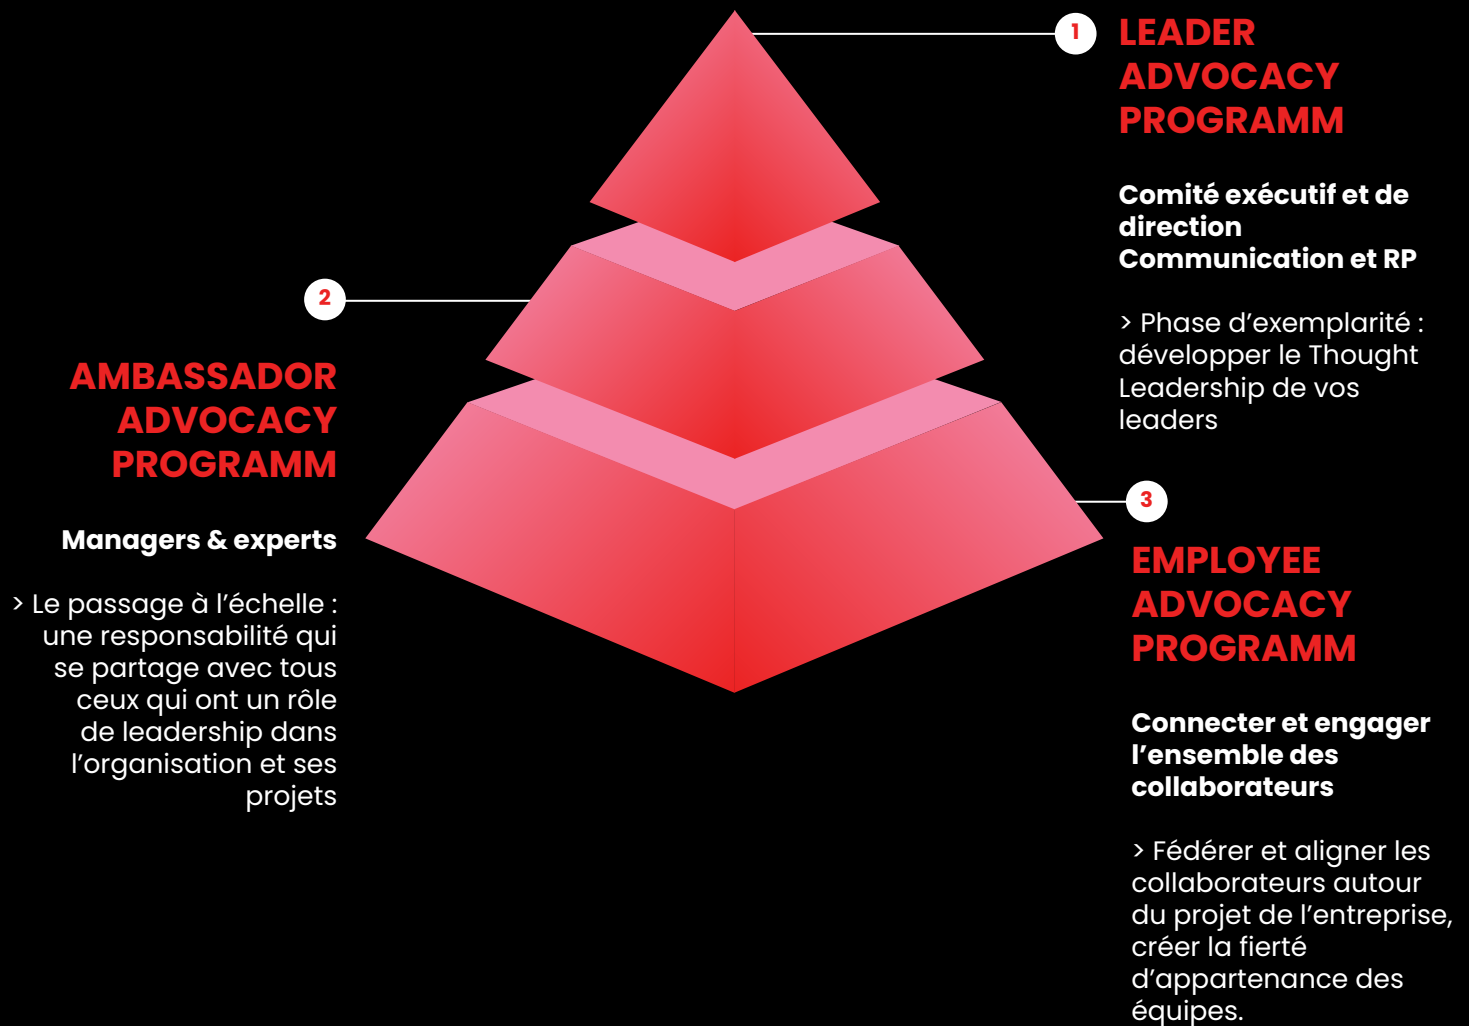 1
LEADER
ADVOCACY
PROGRAMM
Comité exécutif et de
direction
Communication et RP
> Phase d’exemplarité :
développer le Thought
Leadership de vos
leaders
2
AMBASSADOR
ADVOCACY
PROGRAMM
Managers & experts
> Le passage à l’échelle :
une responsabilité qui
se partage avec tous
ceux qui ont un rôle
de leadership dans
l’organisation et ses
projets
3
EMPLOYEE
ADVOCACY
PROGRAMM
Connecter et engager
l’ensemble des
collaborateurs
> Fédérer et aligner les
collaborateurs autour
du projet de l’entreprise,
créer la fierté
d’appartenance des
équipes.